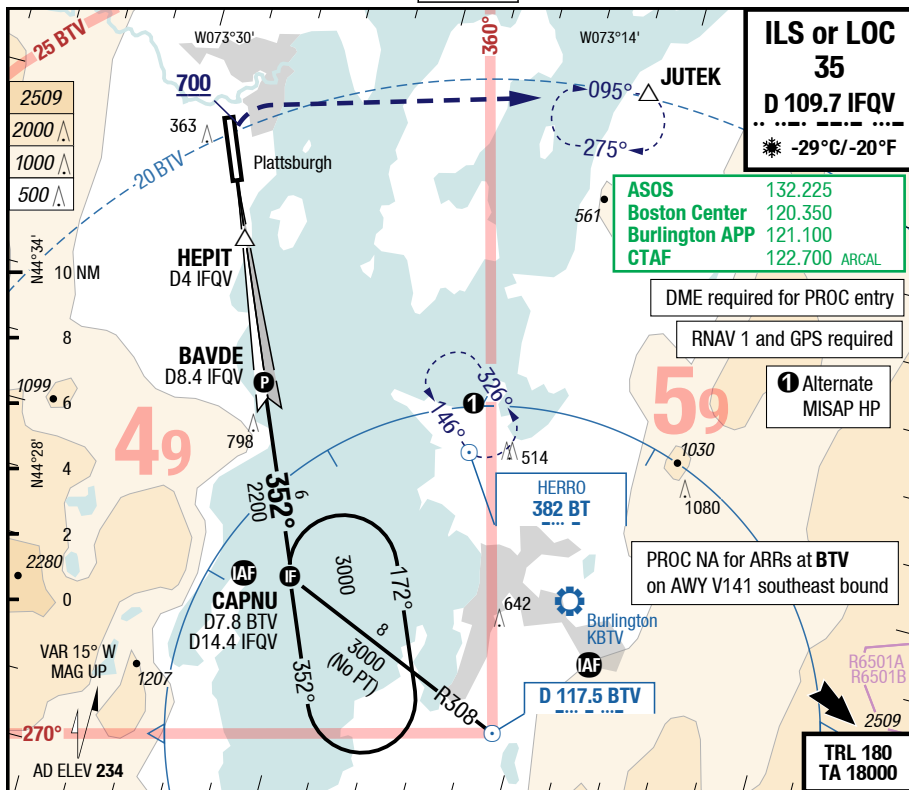 25 BTV
W073°30'
360°
W073°14'
ILS or LOC
35
D 109.7 IFQV
-29°C/-20°F
2509
2000
1000
500
700
363
Plattsburgh
20 BTV
095°
275°
JUTEK
561
ASOS 132.225
Boston Center 120.350
Burlington APP 121.100
CTAF 122.700 ARCAL
N44°34'
10 NM
8
6
4
2
0
N44°28'
HEPIT
D4 IFQV
BAVDE
D8.4 IFQV
P
DME required for PROC entry
RNAV 1 and GPS required
1 Alternate
MISAP HP
1099
49
59
798
326°
146°
1
514
1030
1080
HERRO
382 BT
6
352°
2200
2280
IAF
IF
CAPNU
D7.8 BTV
D14.4 IFQV
3000
172°
352°
8
3000
(No PT)
R308
642
Burlington
KBTV
IAF
PROC NA for ARRs at BTV
on AWY V141 southeast bound
VAR 15° W
MAG UP
1207
D 117.5 BTV
R6501A
R6501B
2509
270°
AD ELEV 234
TRL 180
TA 18000